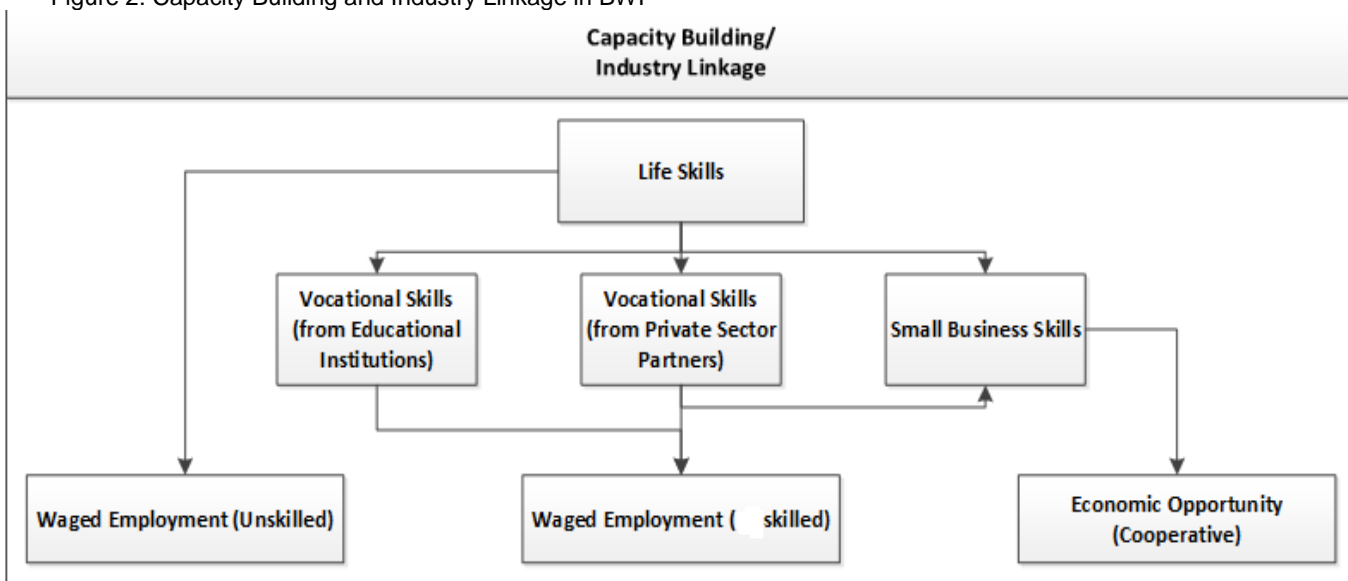 Figure 2: Capacity Building and Industry Linkage in BWI
Capacity Building/
Industry Linkage
Life Skills
Vocational Skills
(from Educational
Institutions)
Vocational Skills
(from Private Sector
Partners)
Small Business Skills
Waged Employment (Unskilled)
Waged Employment ( skilled)
Economic Opportunity
(Cooperative)